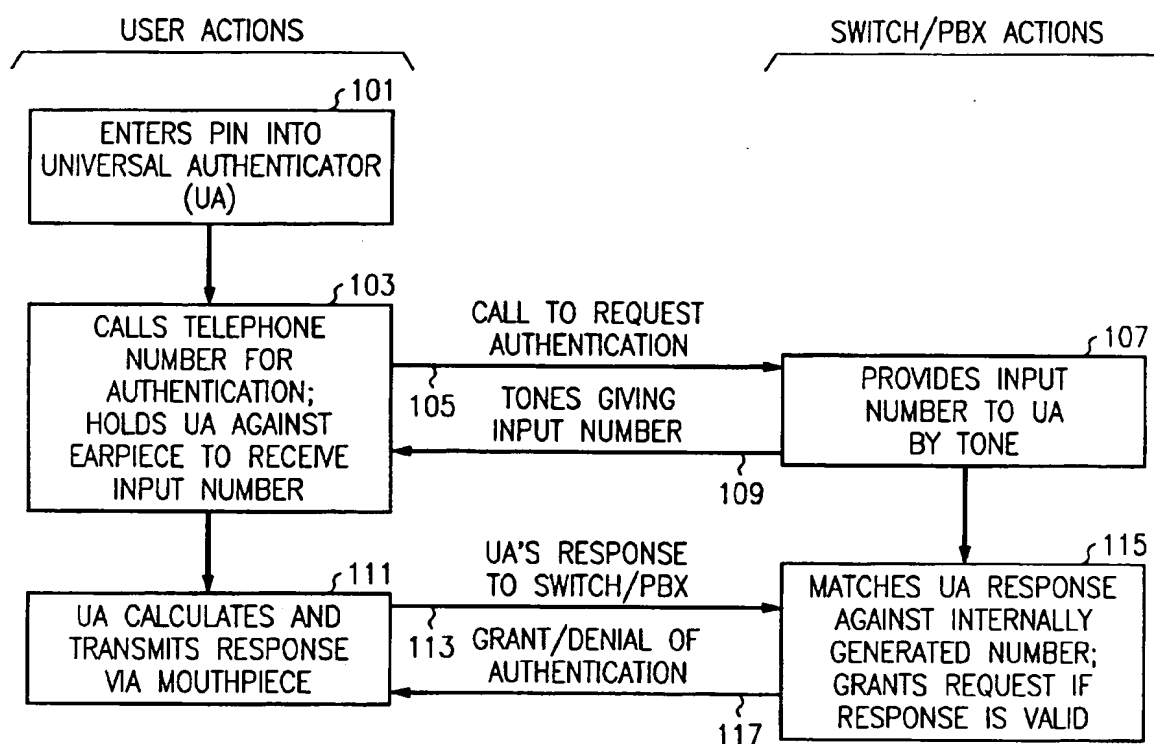 USER ACTIONS
SWITCH/PBX ACTIONS
101
ENTERS PIN INTO
UNIVERSAL AUTHENTICATOR
(UA)
103
CALLS TELEPHONE
NUMBER FOR
AUTHENTICATION;
HOLDS UA AGAINST
EARPIECE TO RECEIVE
INPUT NUMBER
CALL TO REQUEST
AUTHENTICATION
105
TONES GIVING
INPUT NUMBER
109
107
PROVIDES INPUT
NUMBER TO UA
BY TONE
111
UA CALCULATES AND
TRANSMITS RESPONSE
VIA MOUTHPIECE
UA'S RESPONSE
TO SWITCH/PBX
113
GRANT/DENIAL OF
AUTHENTICATION
117
115
MATCHES UA RESPONSE
AGAINST INTERNALLY
GENERATED NUMBER;
GRANTS REQUEST IF
RESPONSE IS VALID